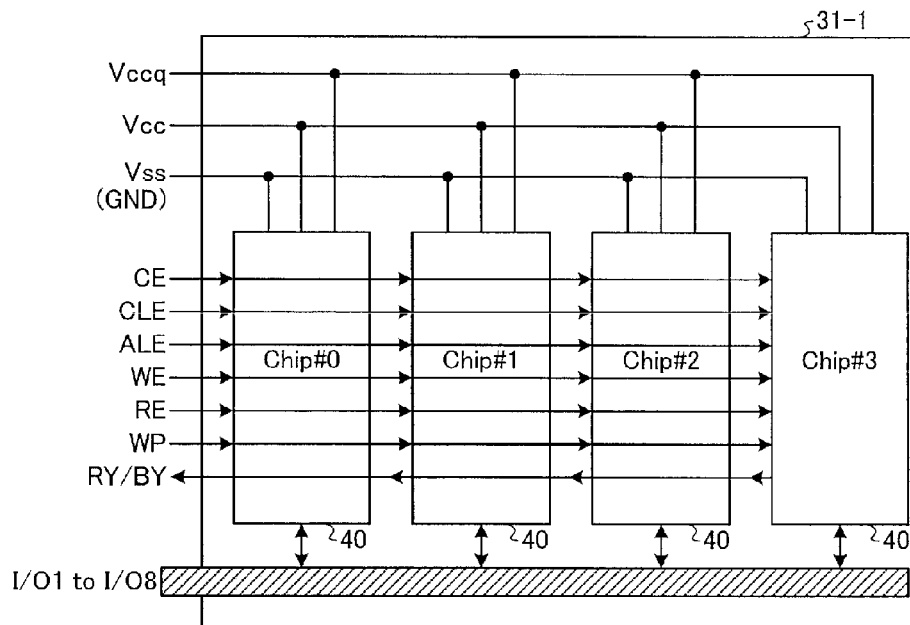 31-1
Vccq
Vcc
Vss
(GND)
CE
CLE
ALE
WE
RE
WP
RY/BY
Chip#0
Chip#1
Chip#2
Chip#3
40
40
40
40
I/O1 to I/O8